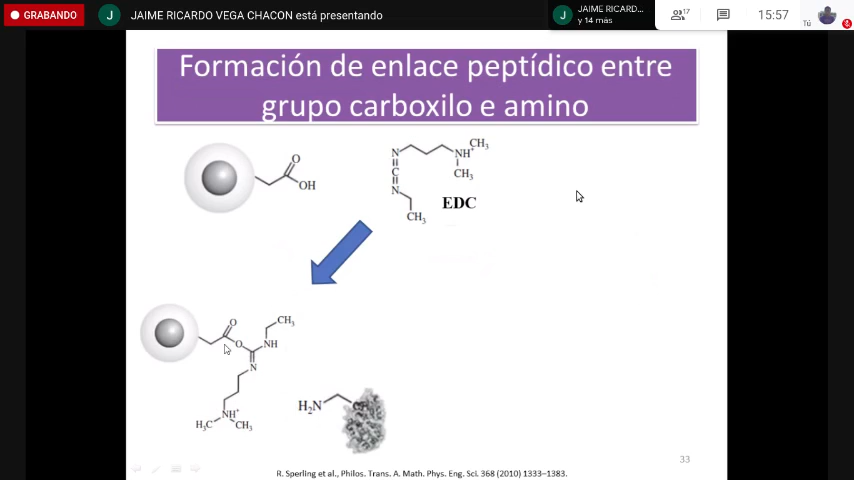 GRABANDO
J JAIME RICARDO VEGA CHACON está presentando
J JAIME RICARD...
y 14 más
17
15:57
Tú
Formación de enlace peptídico entre
grupo carboxilo e amino
O
OH
N
C
N
NH+
CH3
CH3
CH3
EDC
O
O
CH3
NH
N
NH+
H3C
CH3
H2N
33
R. Sperling et al., Philos. Trans. A. Math. Phys. Eng. Sci. 368 (2010) 1333–1383.